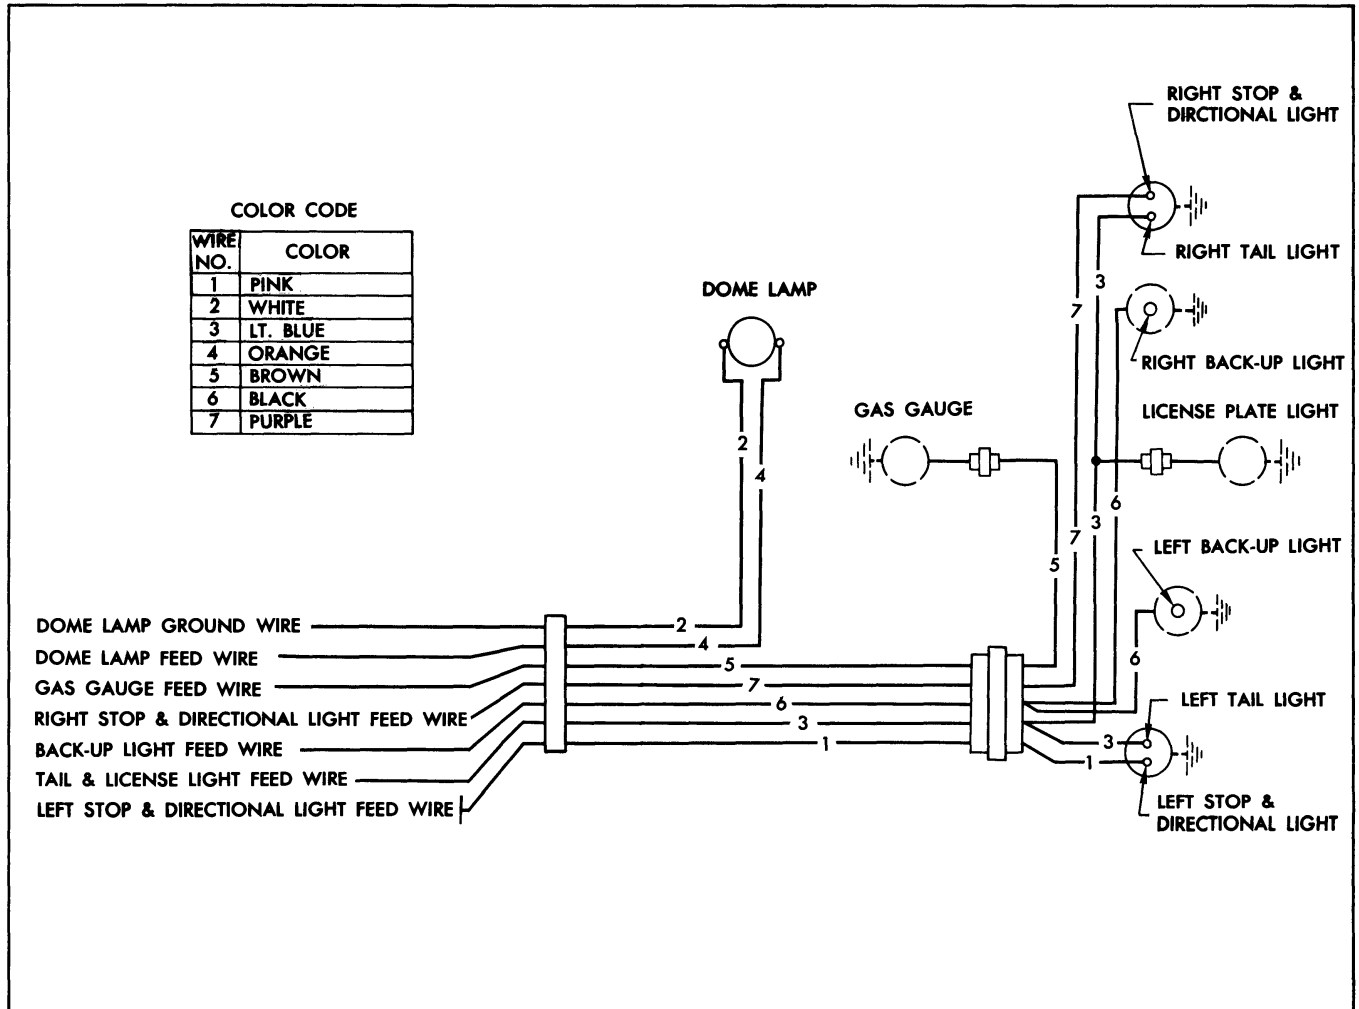 RIGHT STOP &
DIRCTIONAL LIGHT
RIGHT TAIL LIGHT
COLOR CODE
WIRE NO. COLOR
1 PINK
2 WHITE
3 LT. BLUE
4 ORANGE
5 BROWN
6 BLACK
7 PURPLE
DOME LAMP
3
7
RIGHT BACK-UP LIGHT
GAS GAUGE
LICENSE PLATE LIGHT
2
4
6
3
7
5
LEFT BACK-UP LIGHT
DOME LAMP GROUND WIRE
2
DOME LAMP FEED WIRE
4
GAS GAUGE FEED WIRE
5
6
RIGHT STOP & DIRECTIONAL LIGHT FEED WIRE
7
BACK-UP LIGHT FEED WIRE
6
LEFT TAIL LIGHT
TAIL & LICENSE LIGHT FEED WIRE
3
LEFT STOP & DIRECTIONAL LIGHT FEED WIRE
1
3
1
LEFT STOP &
DIRECTIONAL LIGHT